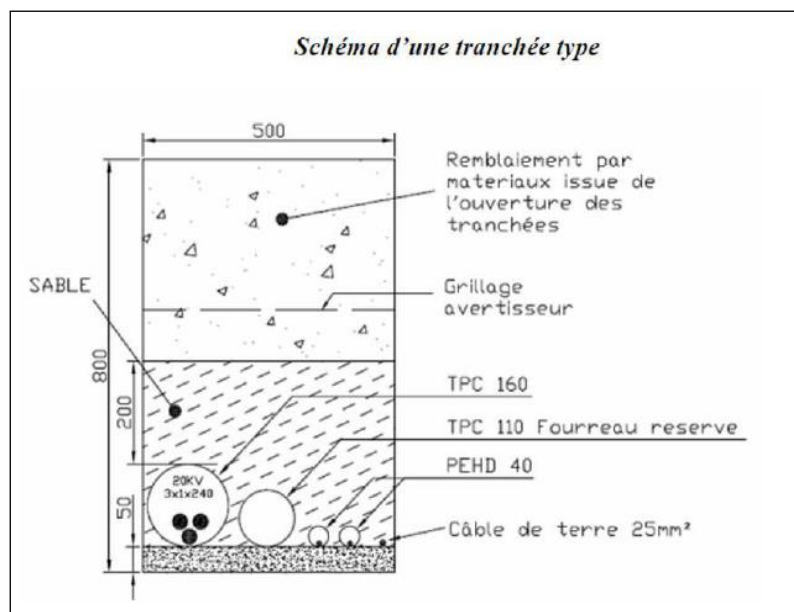 Schéma d'une tranchée type
500
Remblaiement par
materiaux issue de
l'ouverture des
tranchées
SABLE
Grillage
avertisseur
800
200
TPC 160
TPC 110 Fourreau reserve
20KV
3x1x240
PEHD 40
50
Câble de terre 25mm²